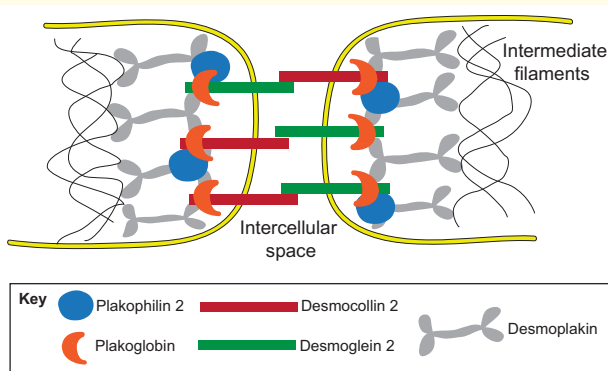 Intermediate
filaments
Intercellular
space
Key
Plakophilin 2
Desmocollin 2
Desmoplakin
Plakoglobin
Desmoglein 2